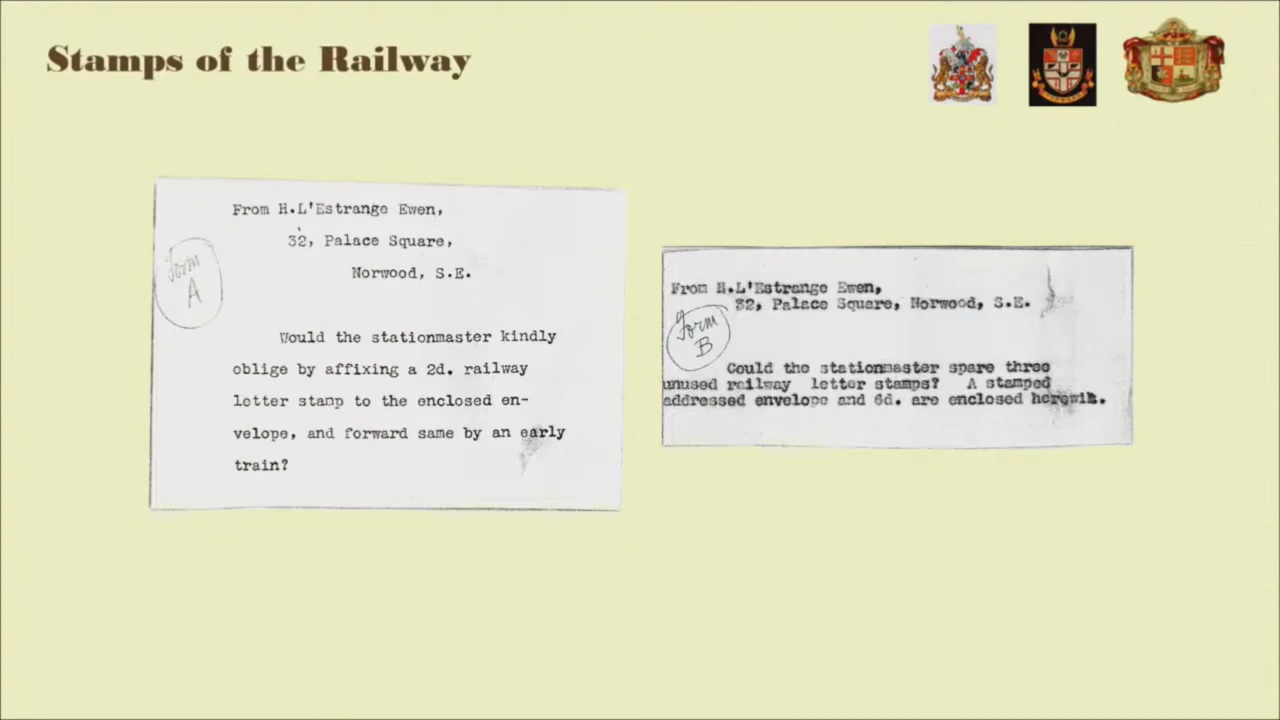 Stamps of the Railway
From H.L'Estrange Ewen,
32, Palace Square,
Norwood, S.E.
Form
A
Would the stationmaster kindly
oblige by affixing a 2d. railway
letter stamp to the enclosed en-
velope, and forward same by an early
train?
From H.L'Estrange Ewen,
32, Palace Square, Norwood, S.E.
Form
B
Could the stationmaster spare three
unused railway letter stamps? A stamped
addressed envelope and 6d. are enclosed herewith.